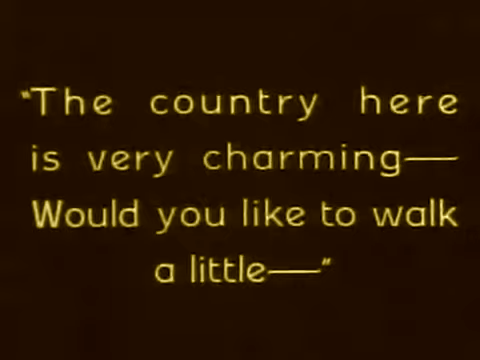 "The country here
is very charming—
Would you like to walk
a little—"